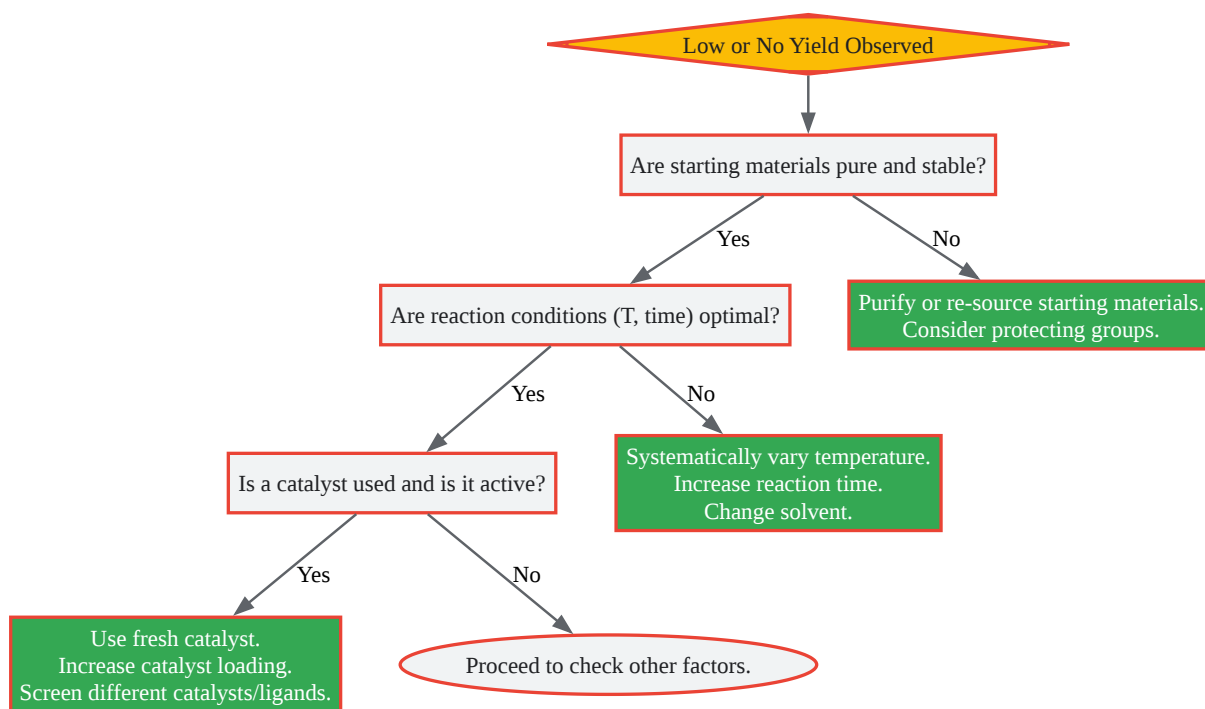 Low or No Yield Observed
Are starting materials pure and stable?
Yes
No
Are reaction conditions (T, time) optimal?
Purify or re-source starting materials.
Consider protecting groups.
Yes
No
Is a catalyst used and is it active?
Systematically vary temperature.
Increase reaction time.
Change solvent.
Yes
No
Use fresh catalyst.
Increase catalyst loading.
Screen different catalysts/ligands.
Proceed to check other factors.